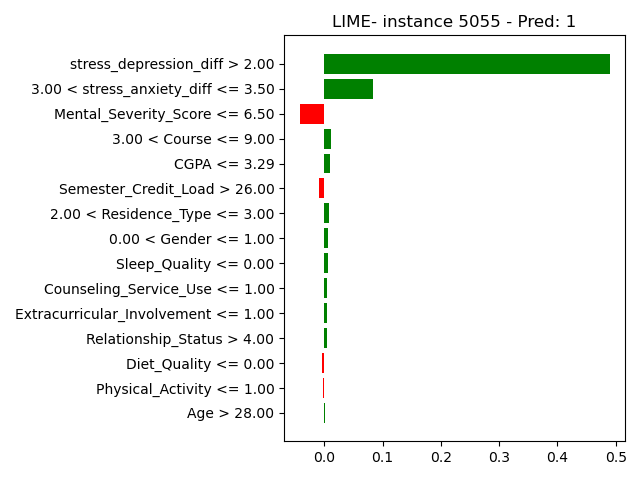 LIME- instance 5055 - Pred: 1
stress_depression_diff > 2.00
3.00 < stress_anxiety_diff <= 3.50
Mental_Severity_Score <= 6.50
3.00 < Course <= 9.00
CGPA <= 3.29
Semester_Credit_Load > 26.00
2.00 < Residence_Type <= 3.00
0.00 < Gender <= 1.00
Sleep_Quality <= 0.00
Counseling_Service_Use <= 1.00
Extracurricular_Involvement <= 1.00
Relationship_Status > 4.00
Diet_Quality <= 0.00
Physical_Activity <= 1.00
Age > 28.00
0.0 0.1 0.2 0.3 0.4 0.5